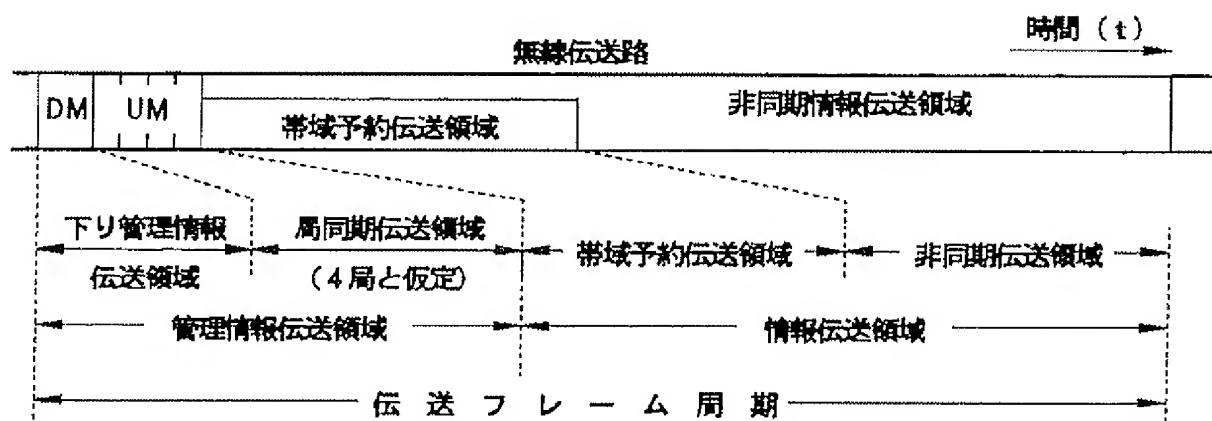 時間(t)
無線伝送路
DM UM 帯域予約伝送領域 非同期情報伝送領域
下り管理情報
伝送領域
局同期伝送領域
(4局と仮定)
帯域予約伝送領域
非同期伝送領域
管理情報伝送領域
情報伝送領域
伝送フレーム周期